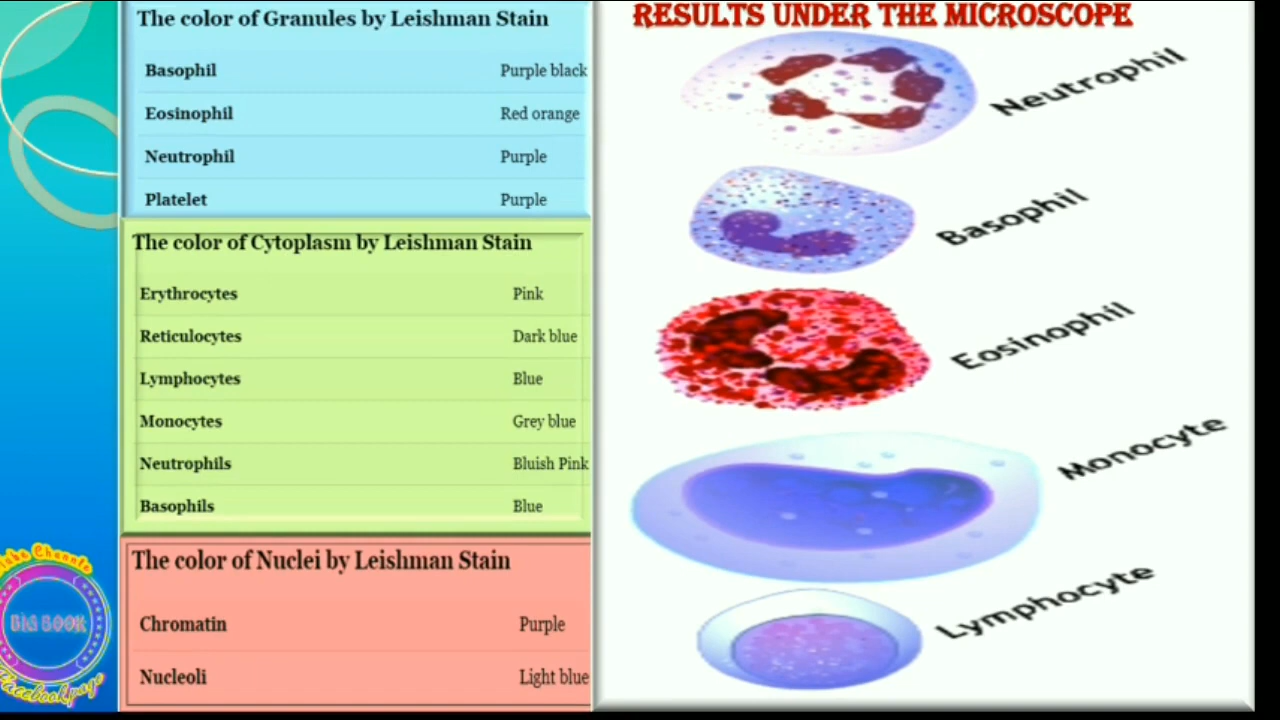 The color of Granules by Leishman Stain
Basophil Purple black
Eosinophil Red orange
Neutrophil Purple
Platelet Purple
The color of Cytoplasm by Leishman Stain
Erythrocytes Pink
Reticulocytes Dark blue
Lymphocytes Blue
Monocytes Grey blue
Neutrophils Bluish Pink
Basophils Blue
The color of Nuclei by Leishman Stain
Chromatin Purple
Nucleoli Light blue
RESULTS UNDER THE MICROSCOPE
Neutrophil
Basophil
Eosinophil
Monocyte
Lymphocyte
BOOK
Facebook page